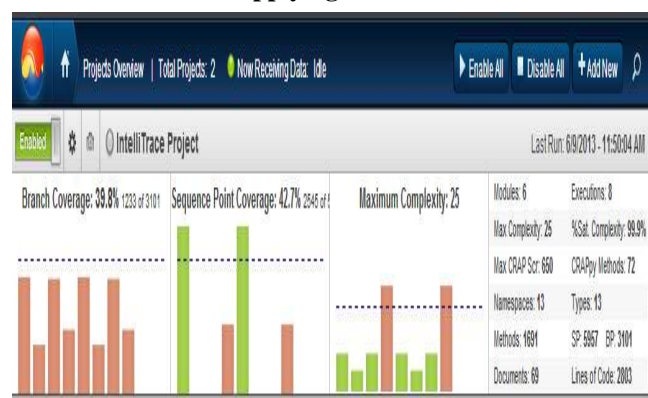 Projects Overview | Total Projects: 2 Now Receiving Data: Idle
Enable All Disable All + Add New
Enabled IntelliTrace Project Last Run: 6/9/2013 - 11:50:04 AM
Branch Coverage: 39.8% 1233 of 3101
Sequence Point Coverage: 42.7% 2545 of
Maximum Complexity: 25
Modules: 6 Executions: 8
Max Complexity: 25 %Sat. Complexity: 99.9%
Max CRAP Scr: 650 CRAPpy Methods: 72
Namespaces: 13 Types: 13
Methods: 1691 SP: 5957 BP: 3101
Documents: 69 Lines of Code: 2803